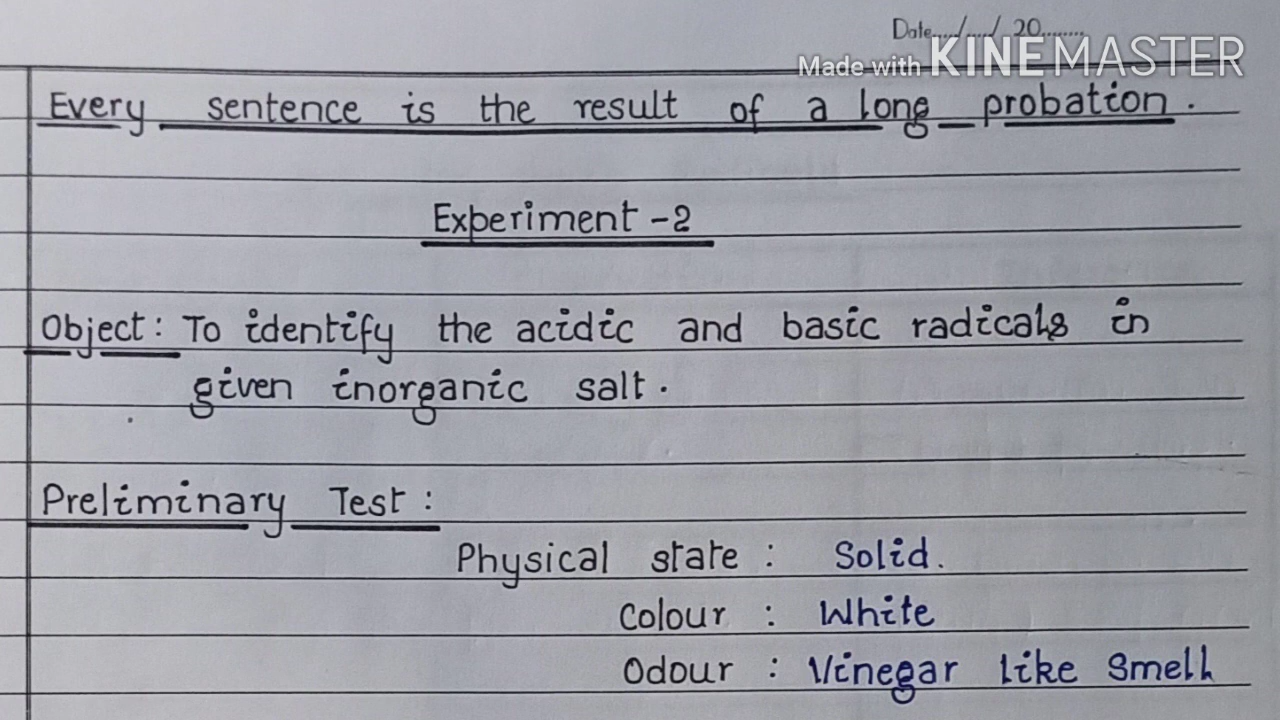 Date..../..../ 20........
Made with KINEMASTER
Every sentence is the result of a long probation.
Experiment -2
Object: To identify the acidic and basic radicals in
given inorganic salt.
Preliminary Test:
Physical state : Solid.
Colour : White
Odour : Vinegar like smell